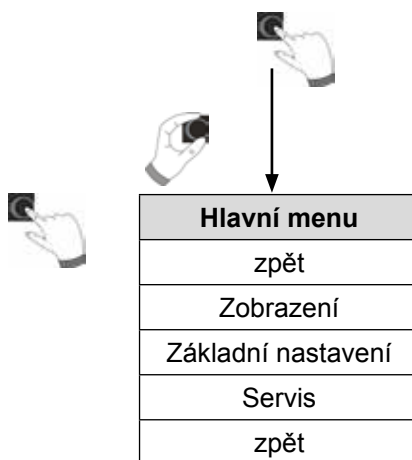 Hlavní menu
zpět
Zobrazení
Základní nastavení
Servis
zpět